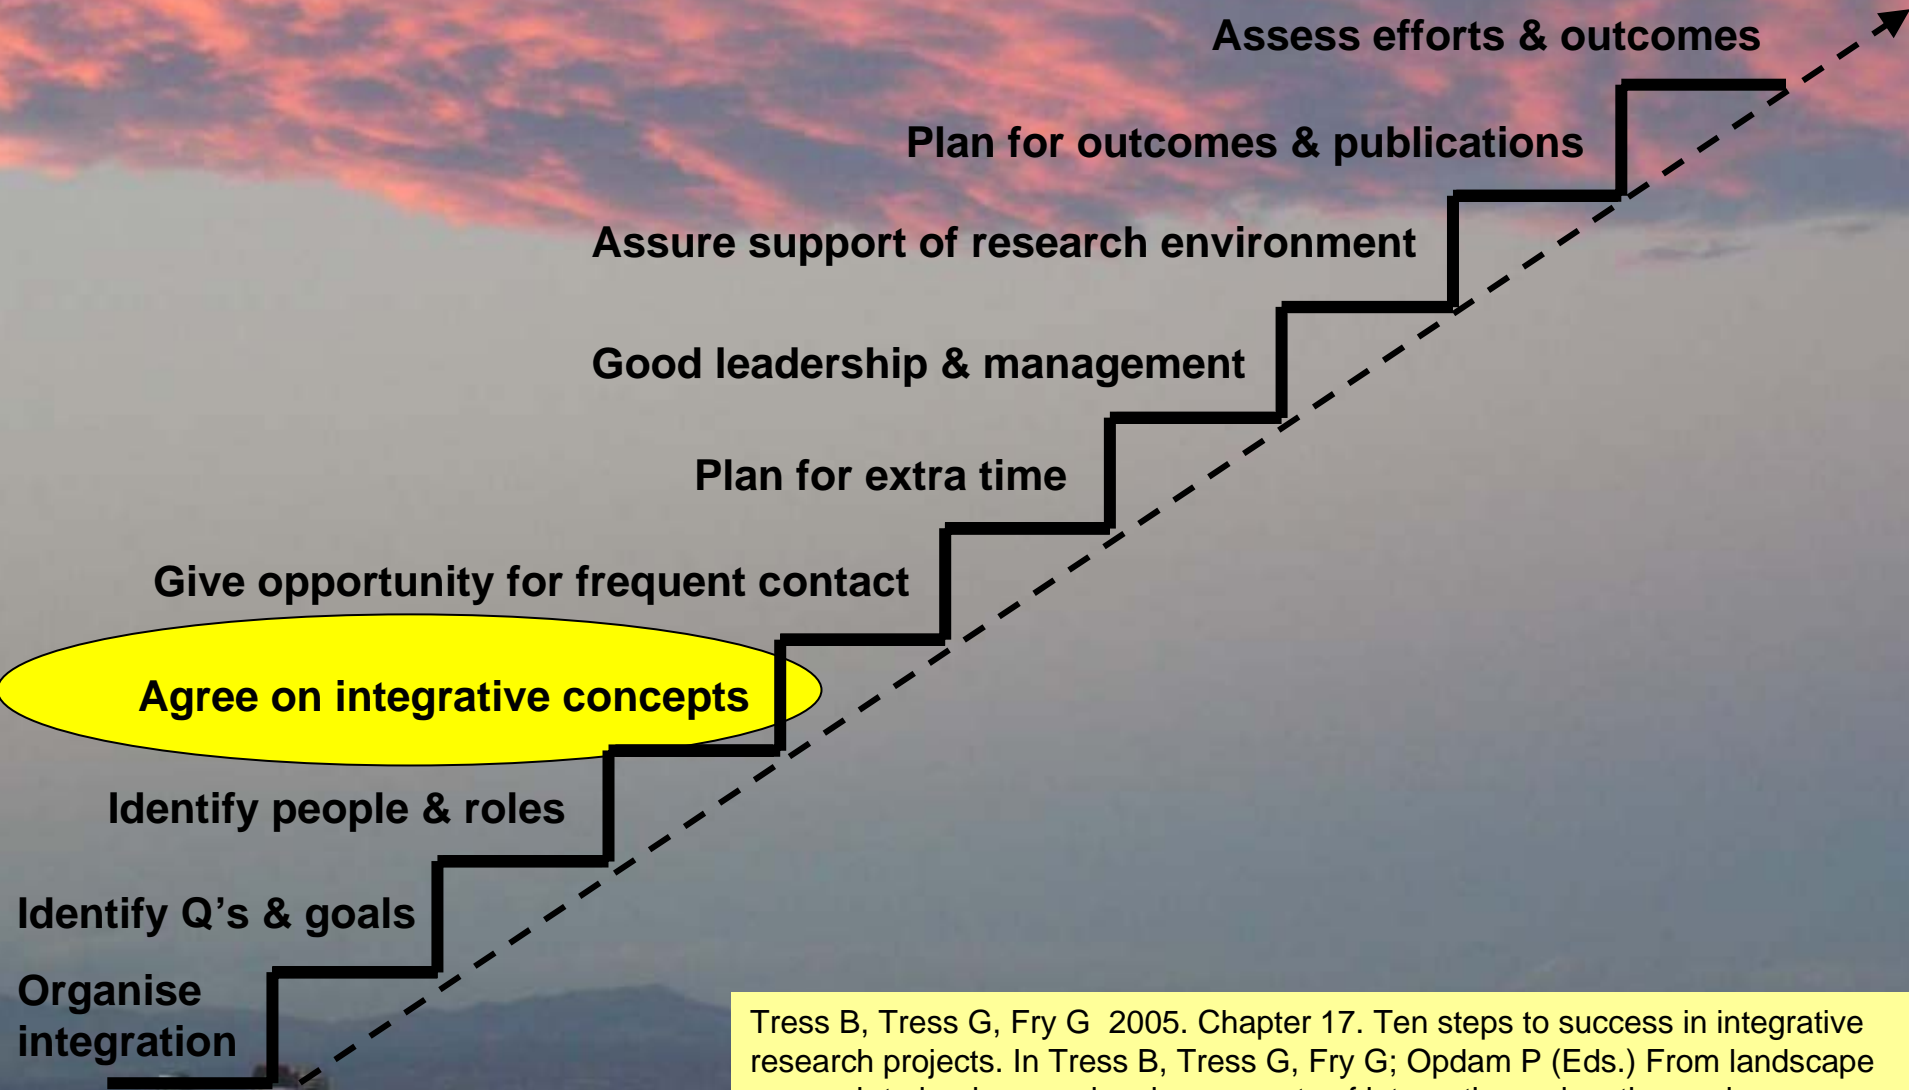 Assess efforts & outcomes
Plan for outcomes & publications
Assure support of research environment
Good leadership & management
Plan for extra time
Give opportunity for frequent contact
Agree on integrative concepts
Identify people & roles
Identify Q’s & goals
Organise
integration
Tress B, Tress G, Fry G 2005. Chapter 17. Ten steps to success in integrative
research projects. In Tress B, Tress G, Fry G; Opdam P (Eds.) From landscape